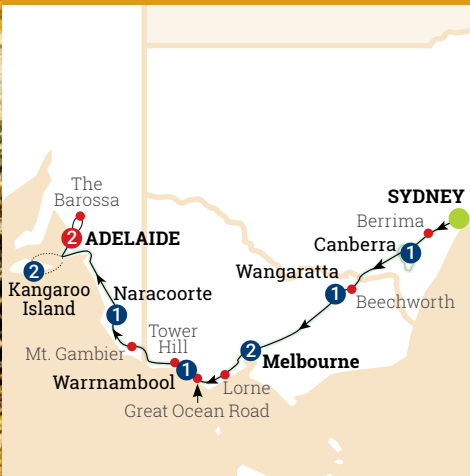 The
Barossa
SYDNEY
Berrima
2
ADELAIDE
Canberra
1
2
Wangaratta
Kangaroo
Island
Naracoorte
1
Beechworth
1
Tower
Hill
Mt. Gambier
2
Melbourne
Warrnambool
1
Lorne
Great Ocean Road